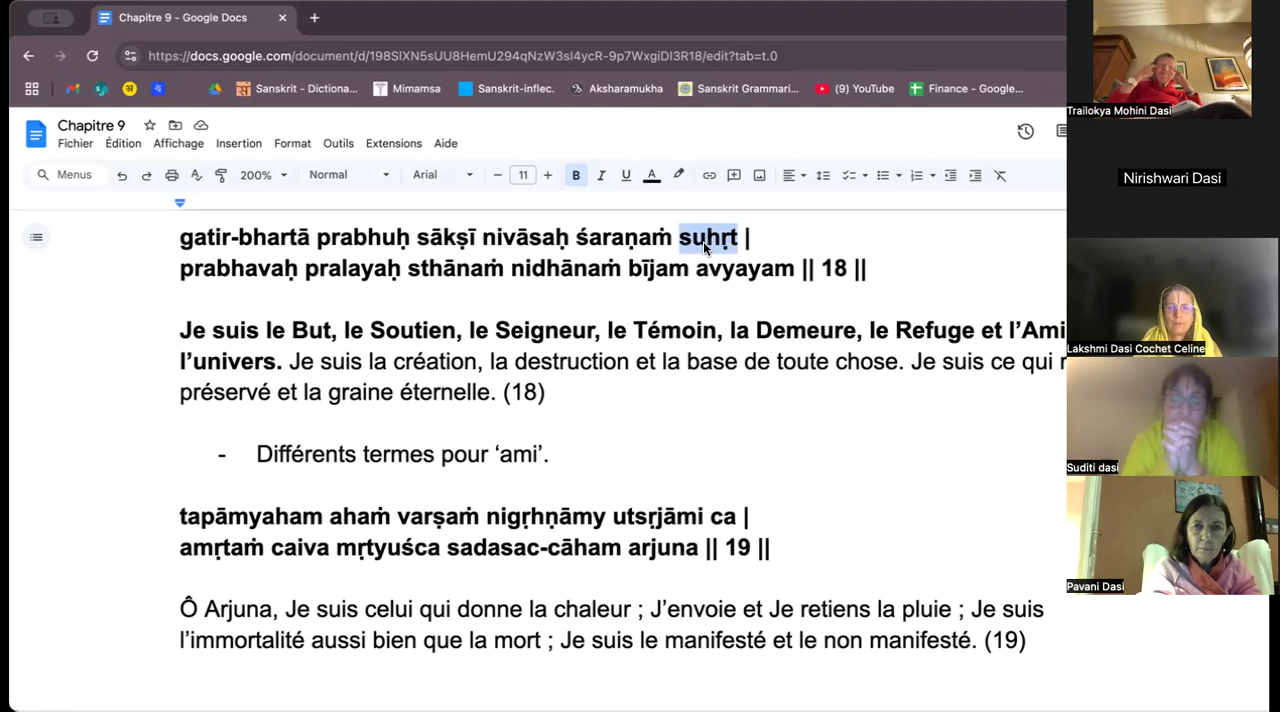 Chapitre 9 - Google Docs
https://docs.google.com/document/d/198SlXN5sUU8HemU294qNzW3sI4ycR-9p7WxgiDI3R18/edit?tab=t.0
Sanskrit - Dictiona...
Mimamsa
Sanskrit-inflec.
Aksharamukha
Sanskrit Grammari...
(9) YouTube
Finance - Google...
Chapitre 9
Fichier Édition Affichage Insertion Format Outils Extensions Aide
Menus 200% Normal Arial 11
gatir-bhartā prabhuḥ sākṣī nivāsaḥ śaraṇaṁ suhṛt |
prabhavaḥ pralayaḥ sthānaṁ nidhānaṁ bījam avyayam || 18 ||
Je suis le But, le Soutien, le Seigneur, le Témoin, la Demeure, le Refuge et l’Ami
l’univers. Je suis la création, la destruction et la base de toute chose. Je suis ce qui
préservé et la graine éternelle. (18)
- Différents termes pour ‘ami’.
tapāmyaham ahaṁ varṣaṁ nigṛhṇāmy utsṛjāmi ca |
amṛtaṁ caiva mṛtyuśca sadasac-cāham arjuna || 19 ||
Ô Arjuna, Je suis celui qui donne la chaleur ; J’envoie et Je retiens la pluie ; Je suis
l’immortalité aussi bien que la mort ; Je suis le manifesté et le non manifesté. (19)
Trailokya Mohini Dasi
Nirishwari Dasi
Lakshmi Dasi Cochet Celine
Suditi dasi
Pavani Dasi